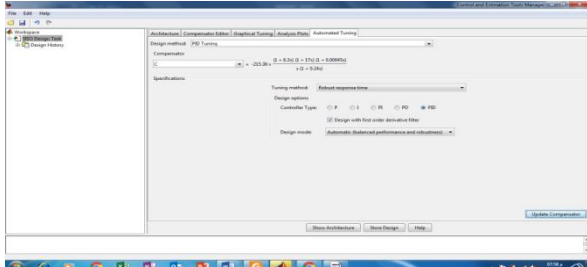 Control and Estimation Tools Manager
File Edit Help
Workspace
SISO Design Task
Design History
Architecture Compensator Editor Graphical Tuning Analysis Plots Automated Tuning
Design method: PID Tuning
Compensator
C
Specifications
Tuning method: Robust response time
Design options
Controller Type: P I PI PD PID
Design with first order derivative filter
Design mode: Automatic (balanced performance and robustness)
Update Compensator
Show Architecture Store Design Help